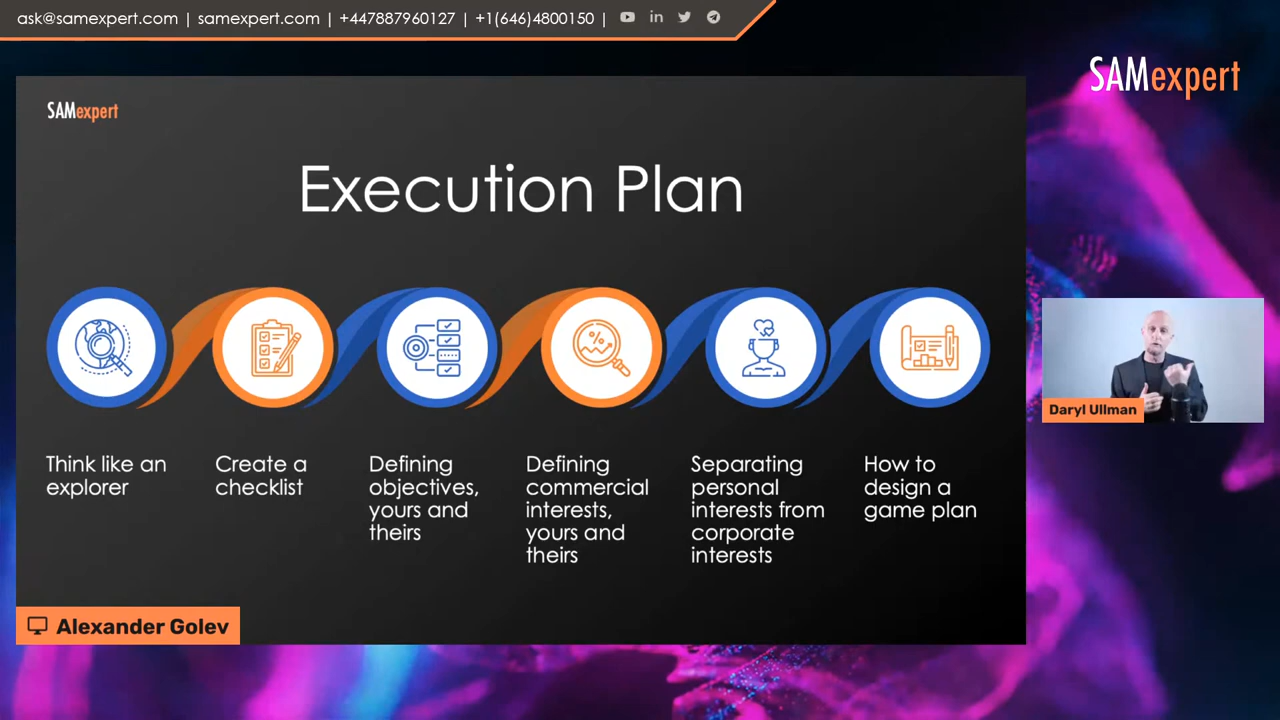 ask@samexpert.com | samexpert.com | +447887960127 | +1(646)4800150 |
SAMexpert
SAMexpert
Execution Plan
Think like an
explorer
Create a
checklist
Defining
objectives,
yours and
theirs
Defining
commercial
interests,
yours and
theirs
Separating
personal
interests from
corporate
interests
How to
design a
game plan
Daryl Ullman
Alexander Golev